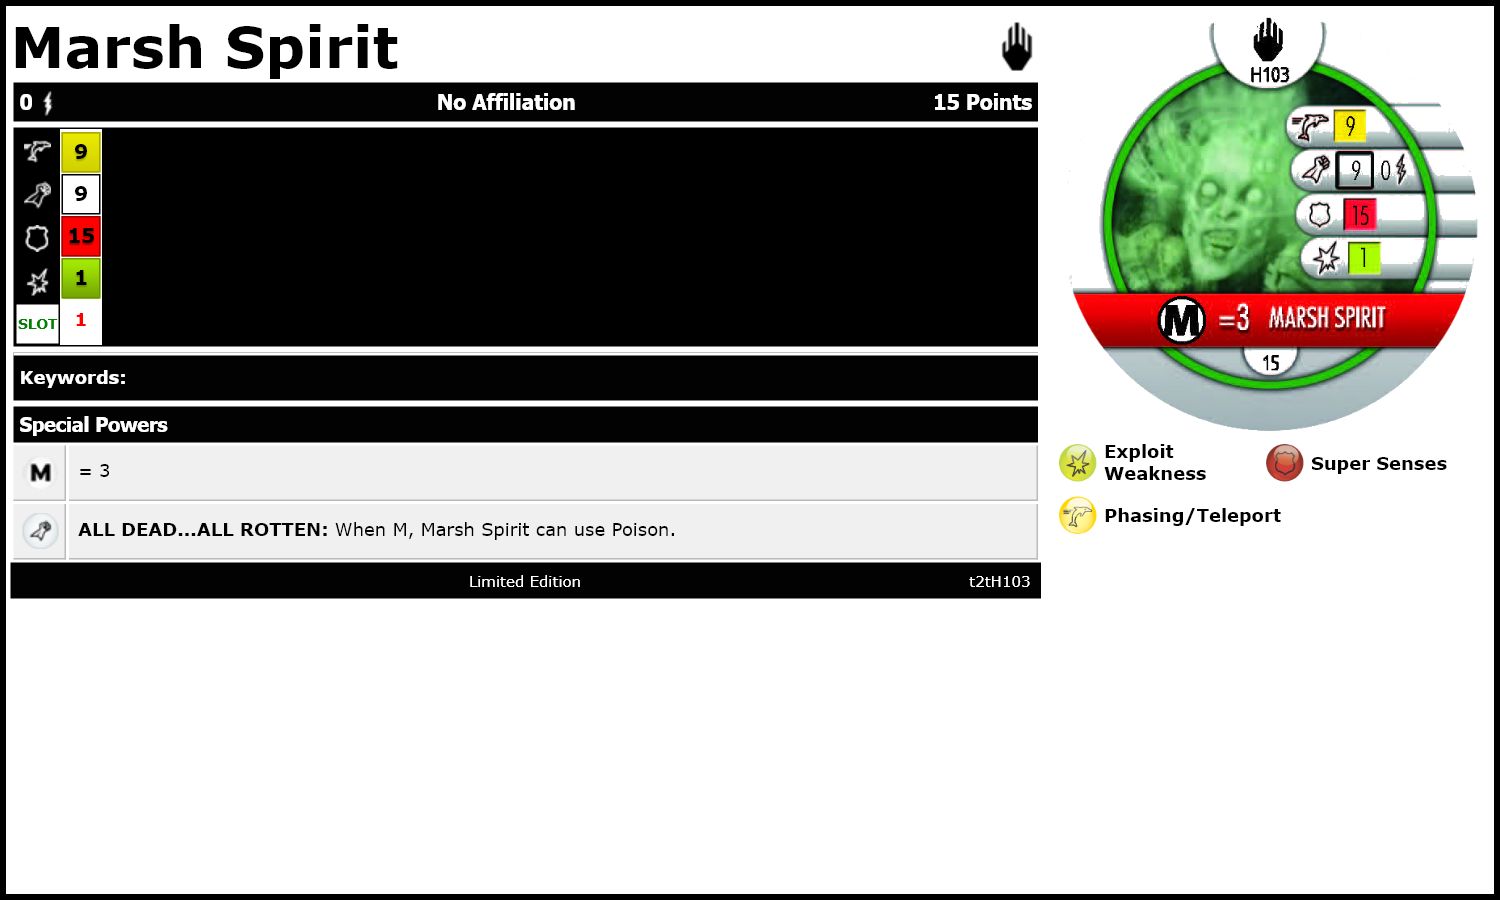 Marsh Spirit
0 No Affiliation 15 Points
9
9
15
1
SLOT 1
Keywords:
Special Powers
M = 3
ALL DEAD...ALL ROTTEN: When M, Marsh Spirit can use Poison.
Limited Edition t2tH103
H103
9
9 0
15
1
M =3 MARSH SPIRIT
15
Exploit
Weakness
Super Senses
Phasing/Teleport